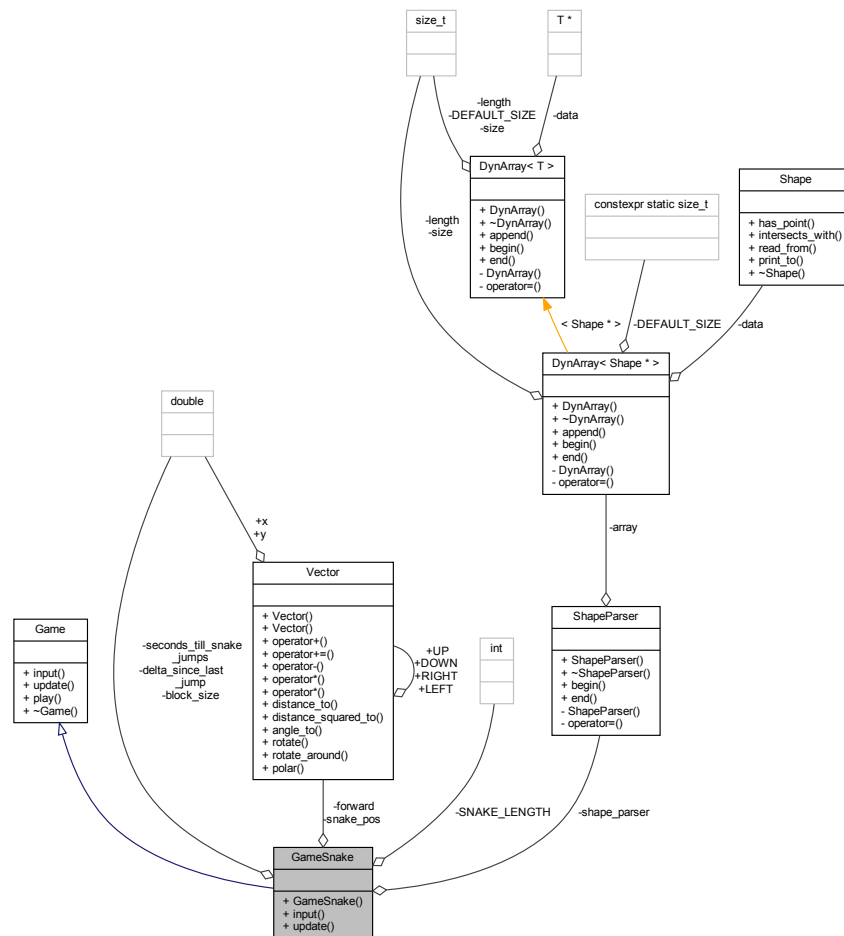 size_t
T *
-length
-DEFAULT_SIZE
-size
-data
DynArray< T >
+ DynArray()
+ ~DynArray()
+ append()
+ begin()
+ end()
- DynArray()
- operator=()
constexpr static size_t
Shape
+ has_point()
+ intersects_with()
+ read_from()
+ print_to()
+ ~Shape()
-length
-size
< Shape * >
-DEFAULT_SIZE
-data
DynArray< Shape * >
+ DynArray()
+ ~DynArray()
+ append()
+ begin()
+ end()
- DynArray()
- operator=()
double
+x
+y
-array
Vector
+ Vector()
+ Vector()
+ operator+()
+ operator+=()
+ operator-()
+ operator*()
+ operator*()
+ distance_to()
+ distance_squared_to()
+ angle_to()
+ rotate()
+ rotate_around()
+ polar()
+UP
+DOWN
+RIGHT
+LEFT
Game
+ input()
+ update()
+ play()
+ ~Game()
-seconds_till_snake
_jumps
-delta_since_last
_jump
-block_size
int
ShapeParser
+ ShapeParser()
+ ~ShapeParser()
+ begin()
+ end()
- ShapeParser()
- operator=()
-forward
-snake_pos
-SNAKE_LENGTH
-shape_parser
GameSnake
+ GameSnake()
+ input()
+ update()